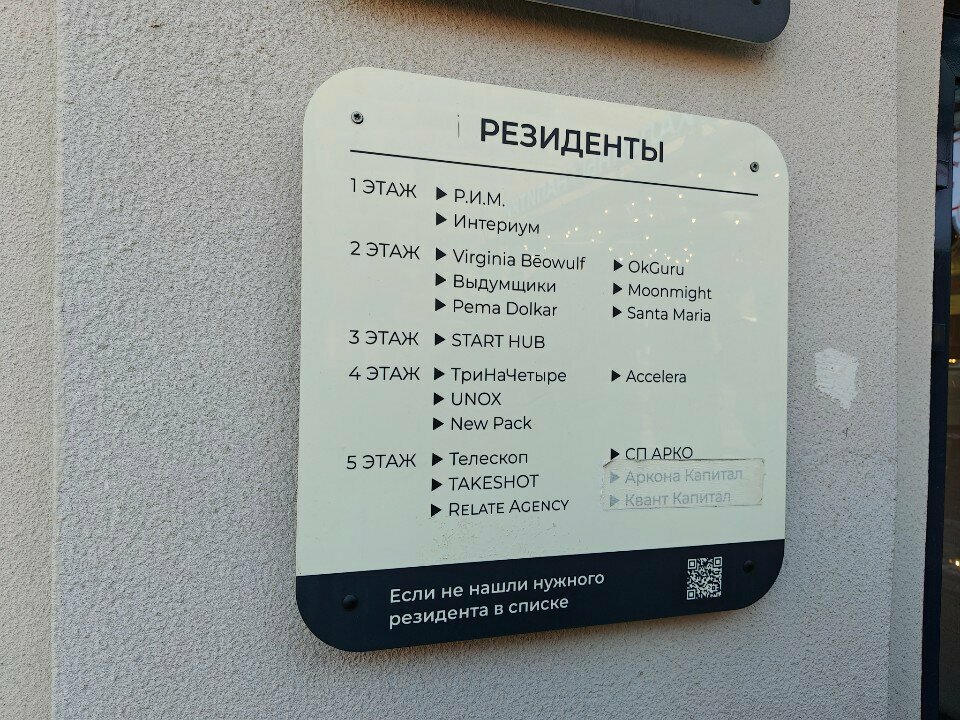 РЕЗИДЕНТЫ
1 ЭТАЖ ▶ Р.И.М.
▶ Интериум
2 ЭТАЖ ▶ Virginia Bēowulf ▶ OkGuru
▶ Выдумщики ▶ Moonmight
▶ Pema Dolkar ▶ Santa Maria
3 ЭТАЖ ▶ START HUB
4 ЭТАЖ ▶ ТриНаЧетыре ▶ Accelera
▶ UNOX
▶ New Pack
5 ЭТАЖ ▶ Телескоп ▶ СП АРКО
▶ TAKESHOT ▶ Аркона Капитал
▶ RELATE AGENCY ▶ Квант Капитал
Если не нашли нужного
резидента в списке